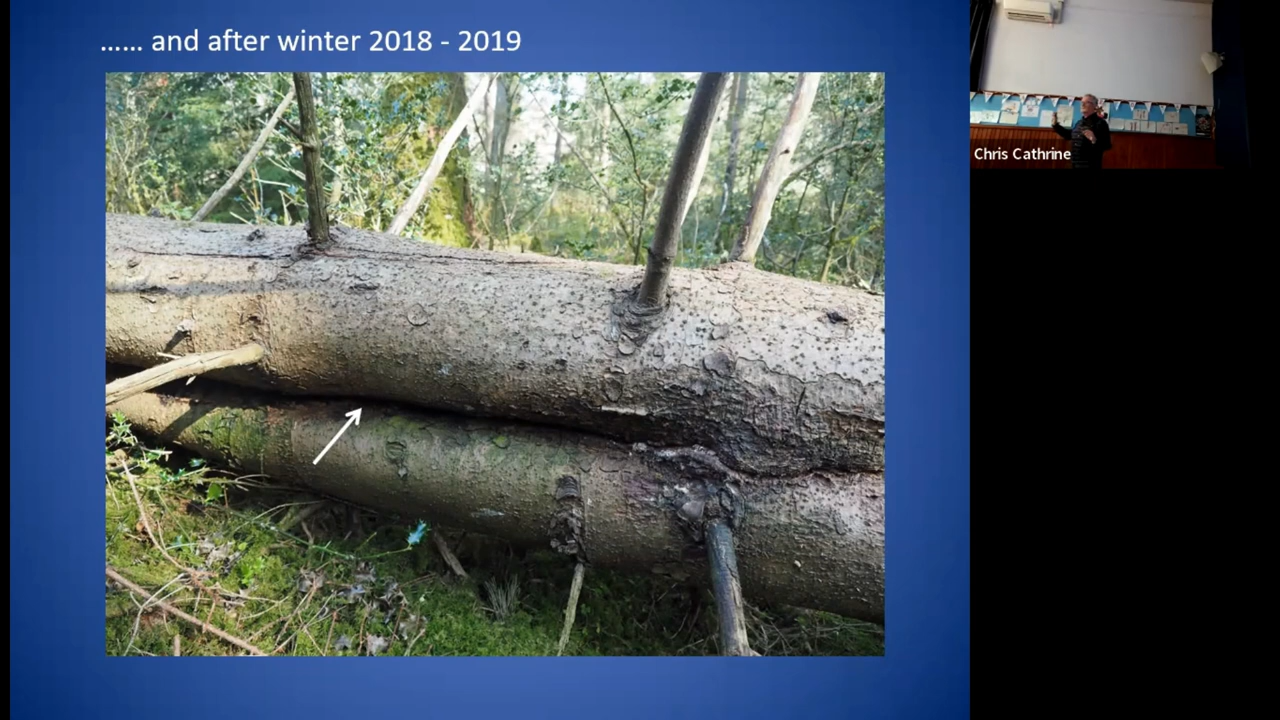 …… and after winter 2018 - 2019
Chris Cathrine